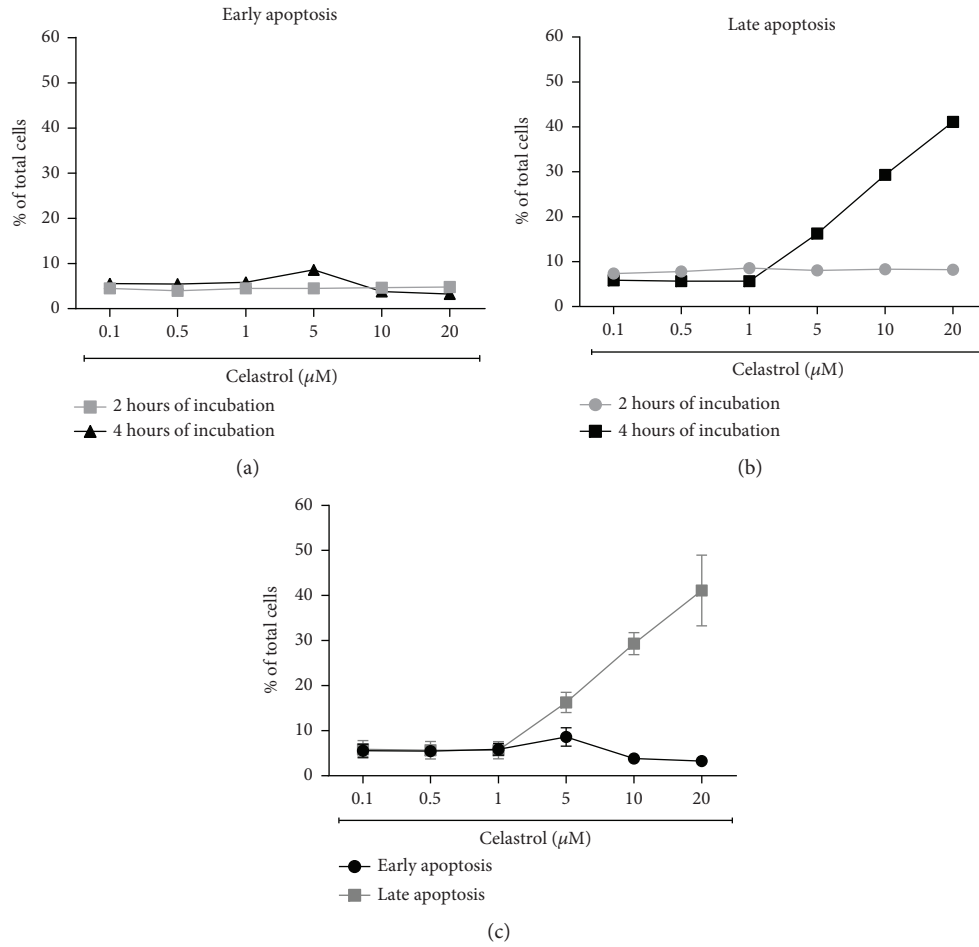 Early apoptosis
60
50
40
30
20
10
0
% of total cells
0.1 0.5 1 5 10 20
Celastrol (μM)
2 hours of incubation
4 hours of incubation
(a)
Late apoptosis
60
50
40
30
20
10
0
% of total cells
0.1 0.5 1 5 10 20
Celastrol (μM)
2 hours of incubation
4 hours of incubation
(b)
60
50
40
30
20
10
0
% of total cells
0.1 0.5 1 5 10 20
Celastrol (μM)
Early apoptosis
Late apoptosis
(c)